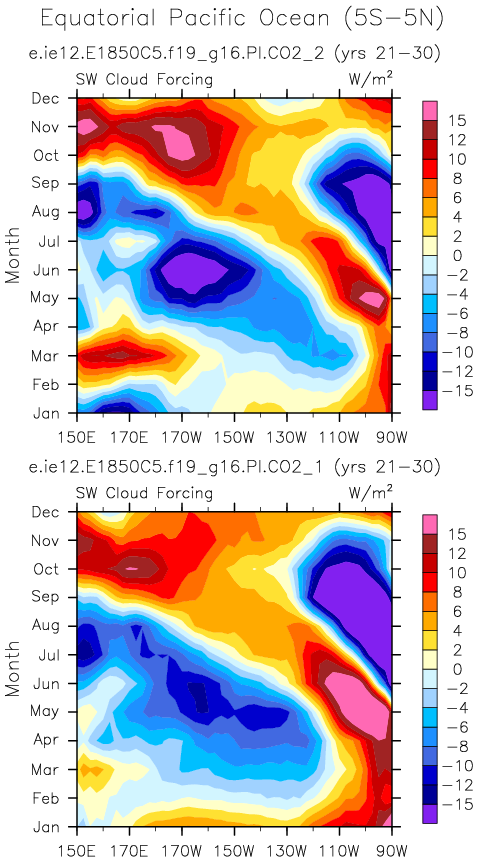 Equatorial Pacific Ocean (5S-5N)
e.ie12.E1850C5.f19_g16.PI.CO2_2 (yrs 21-30)
SW Cloud Forcing W/m²
Dec
Nov
Oct
Sep
Aug
Jul
Jun
May
Apr
Mar
Feb
Jan
Month
150E 170E 170W 150W 130W 110W 90W
15
12
10
8
6
4
2
0
-2
-4
-6
-8
-10
-12
-15
e.ie12.E1850C5.f19_g16.PI.CO2_1 (yrs 21-30)
SW Cloud Forcing W/m²
Dec
Nov
Oct
Sep
Aug
Jul
Jun
May
Apr
Mar
Feb
Jan
Month
150E 170E 170W 150W 130W 110W 90W
15
12
10
8
6
4
2
0
-2
-4
-6
-8
-10
-12
-15